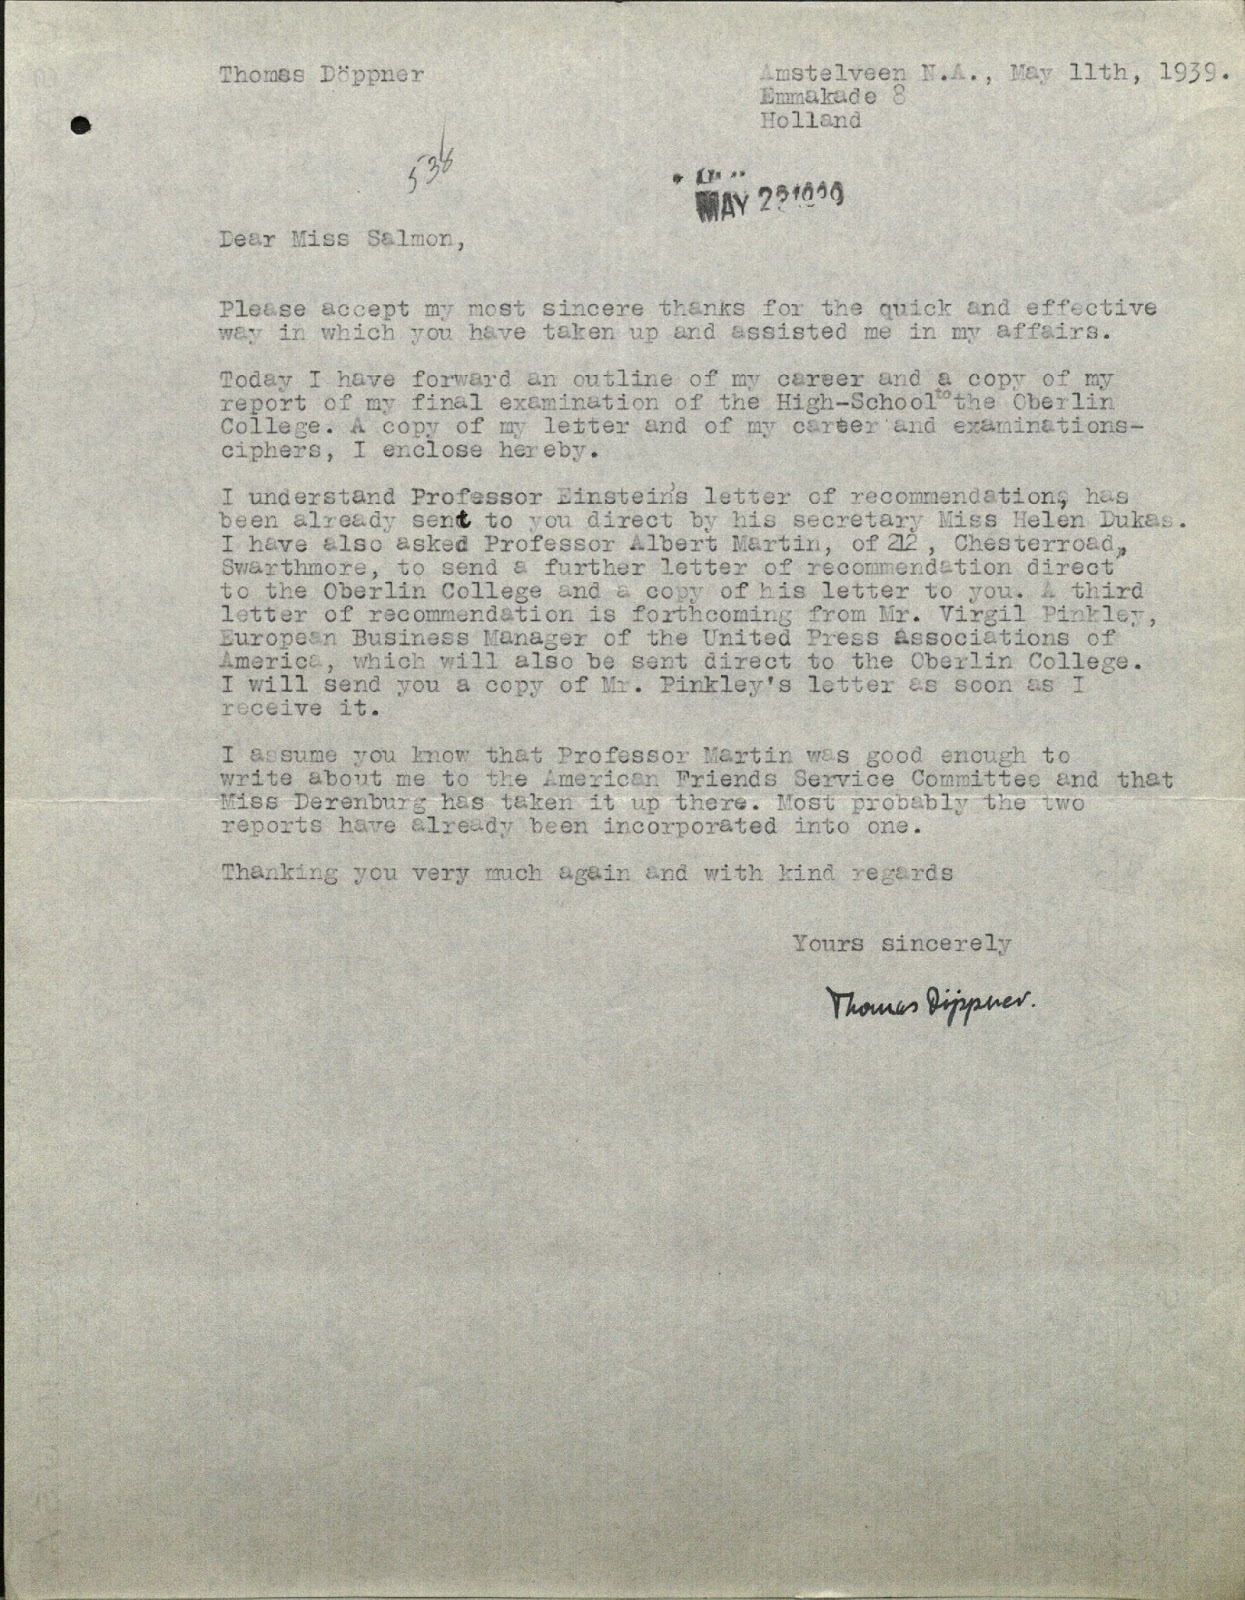 Thomas Döppner
Amstelveen N.A., May 11th, 1939.
Emmakade 8
Holland
538
MAY 22 1939
Dear Miss Salmon,
Please accept my most sincere thanks for the quick and effective
way in which you have taken up and assisted me in my affairs.
Today I have forward an outline of my career and a copy of my
report of my final examination of the High-School to the Oberlin
College. A copy of my letter and of my career and examinations-
ciphers, I enclose hereby.
I understand Professor Einstein's letter of recommendation, has
been already sent to you direct by his secretary Miss Helen Dukas.
I have also asked Professor Albert Martin, of 212, Chesterroad,
Swarthmore, to send a further letter of recommendation direct
to the Oberlin College and a copy of his letter to you. A third
letter of recommendation is forthcoming from Mr. Virgil Pinkley,
European Business Manager of the United Press Associations of
America, which will also be sent direct to the Oberlin College.
I will send you a copy of Mr. Pinkley's letter as soon as I
receive it.
I assume you know that Professor Martin was good enough to
write about me to the American Friends Service Committee and that
Miss Derenburg has taken it up there. Most probably the two
reports have already been incorporated into one.
Thanking you very much again and with kind regards
Yours sincerely
Thomas Döppner.